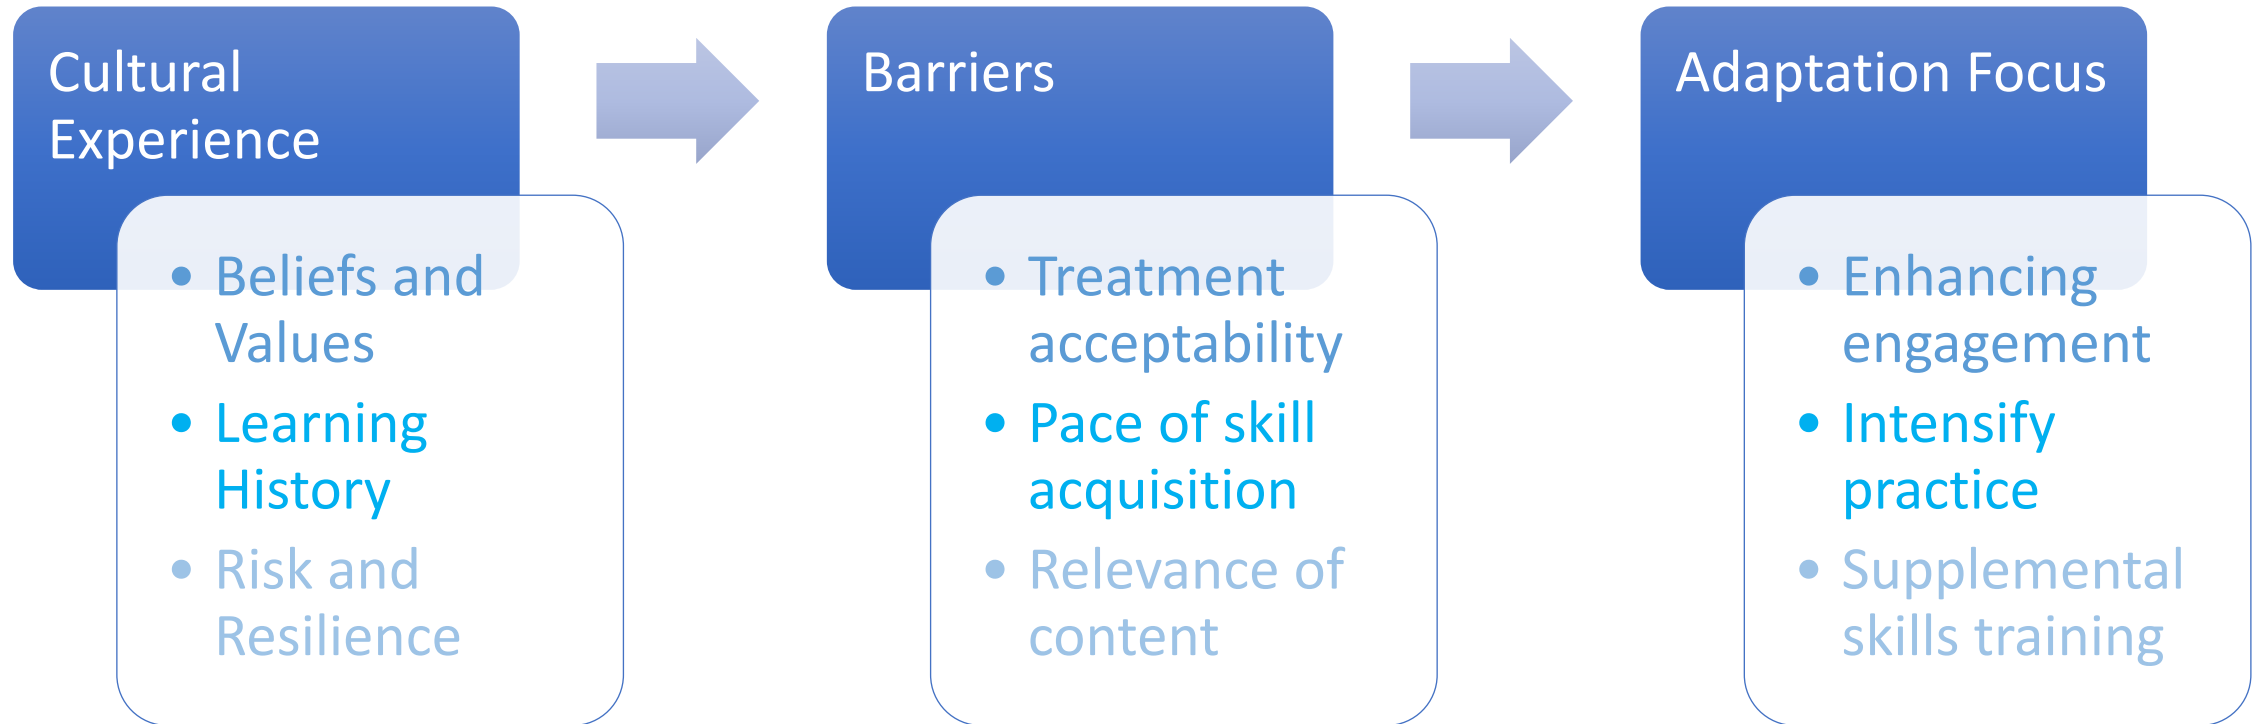 Cultural
Experience
• Beliefs and
Values
• Learning
History
• Risk and
Resilience
Barriers
• Treatment
acceptability
• Pace of skill
acquisition
• Relevance of
content
Adaptation Focus
• Enhancing
engagement
• Intensify
practice
• Supplemental
skills training